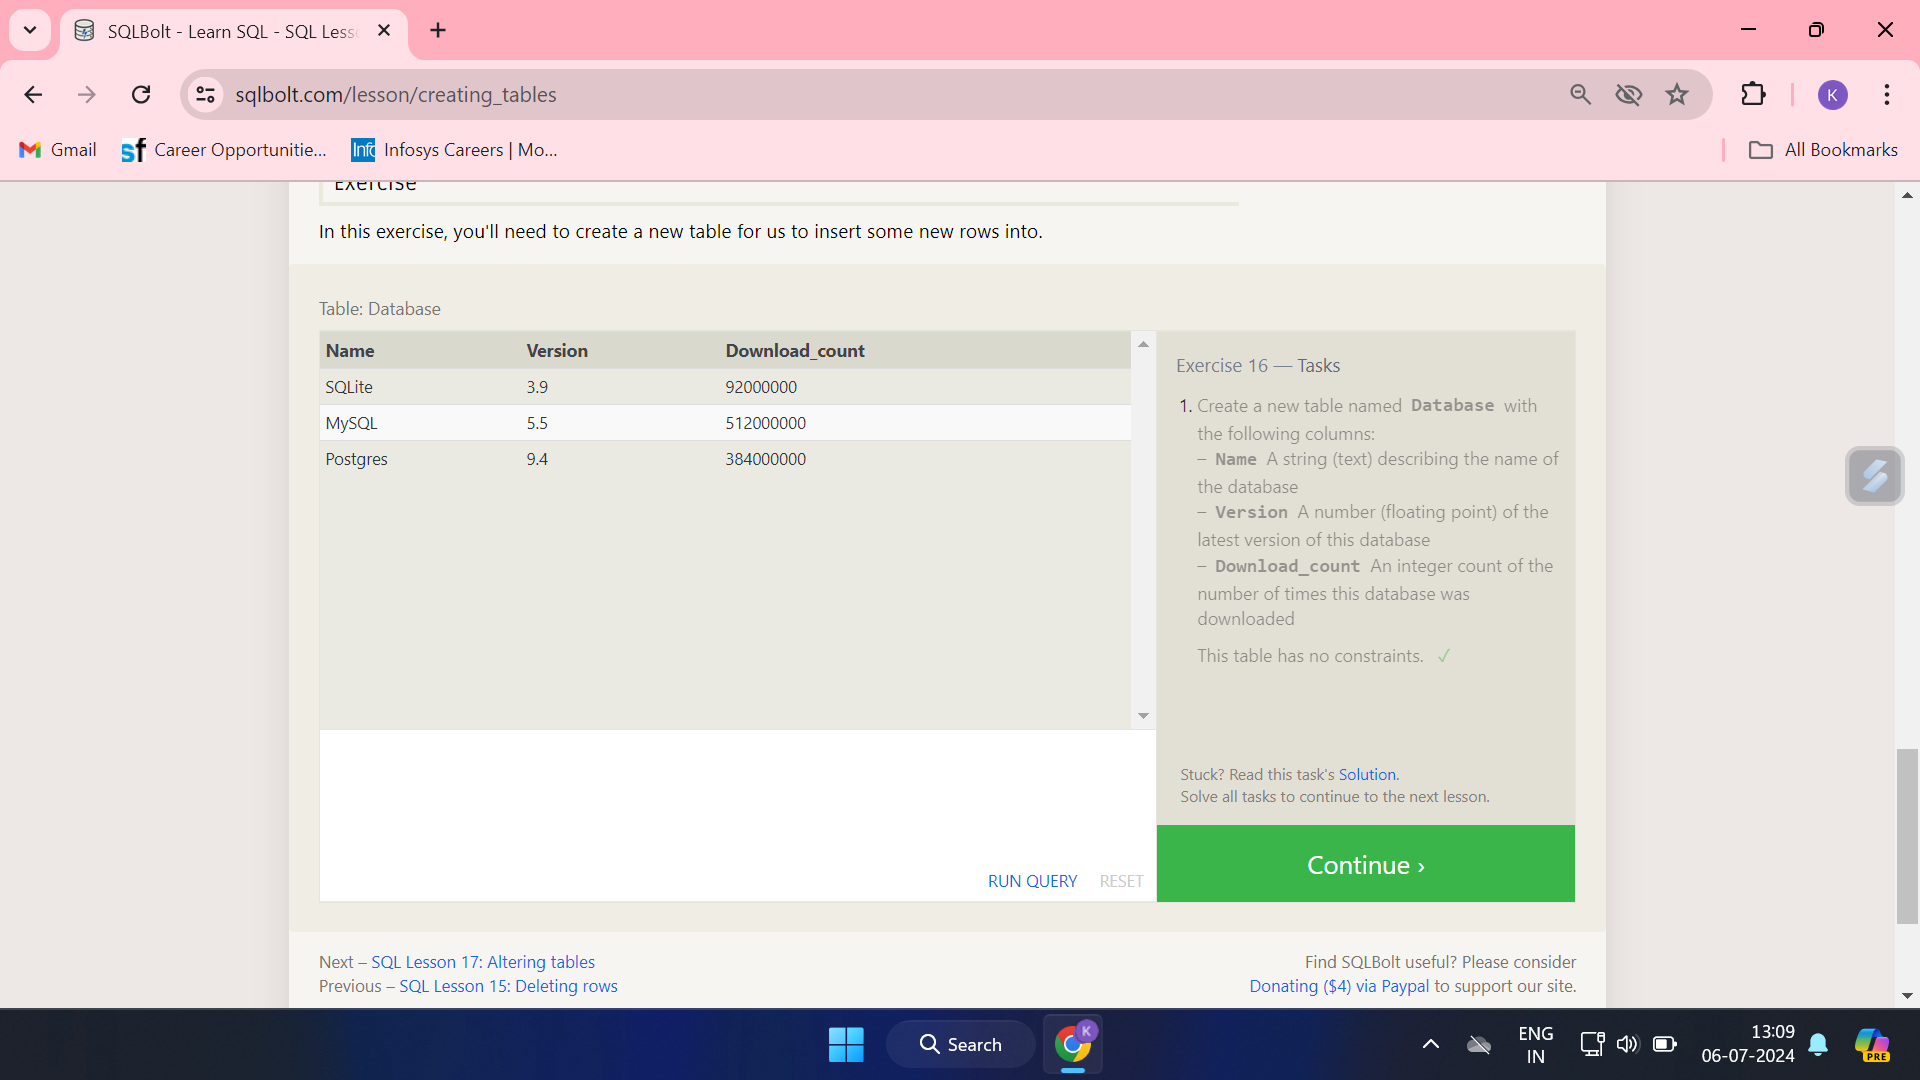 SQLBolt - Learn SQL - SQL Less
sqlbolt.com/lesson/creating_tables
K
Gmail
sf Career Opportunitie...
Info Infosys Careers | Mo...
All Bookmarks
Exercise
In this exercise, you'll need to create a new table for us to insert some new rows into.
Table: Database
Name Version Download_count
SQLite 3.9 92000000
MySQL 5.5 512000000
Postgres 9.4 384000000
RUN QUERY RESET
Exercise 16 — Tasks
1. Create a new table named Database with
the following columns:
– Name A string (text) describing the name of
the database
– Version A number (floating point) of the
latest version of this database
– Download_count An integer count of the
number of times this database was
downloaded
This table has no constraints. ✓
Stuck? Read this task's Solution.
Solve all tasks to continue to the next lesson.
Continue ›
Next – SQL Lesson 17: Altering tables
Previous – SQL Lesson 15: Deleting rows
Find SQLBolt useful? Please consider
Donating ($4) via Paypal to support our site.
Search
K
ENG
IN
13:09
06-07-2024
PRE